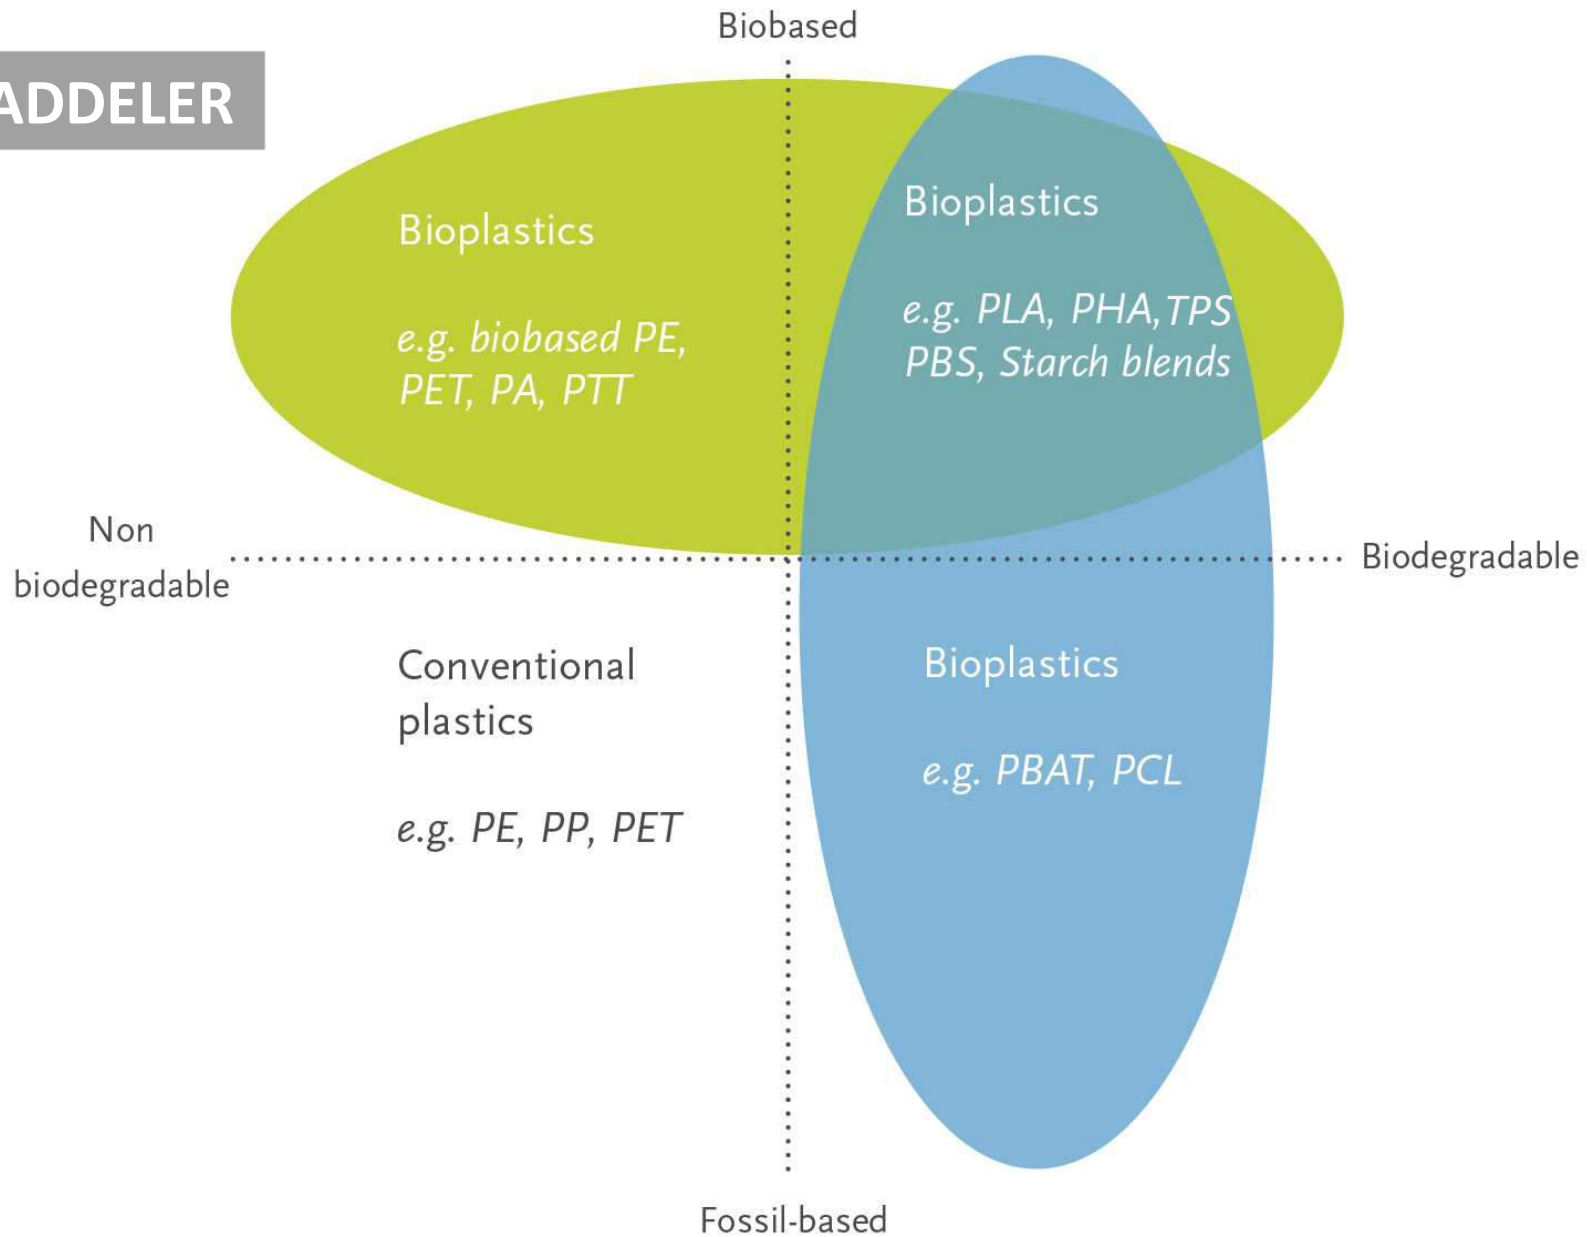 Biobased
ADDELER
Bioplastics
e.g. biobased PE,
PET, PA, PTT
Bioplastics
e.g. PLA, PHA, TPS
PBS, Starch blends
Non
biodegradable
Biodegradable
Conventional
plastics
e.g. PE, PP, PET
Bioplastics
e.g. PBAT, PCL
Fossil-based